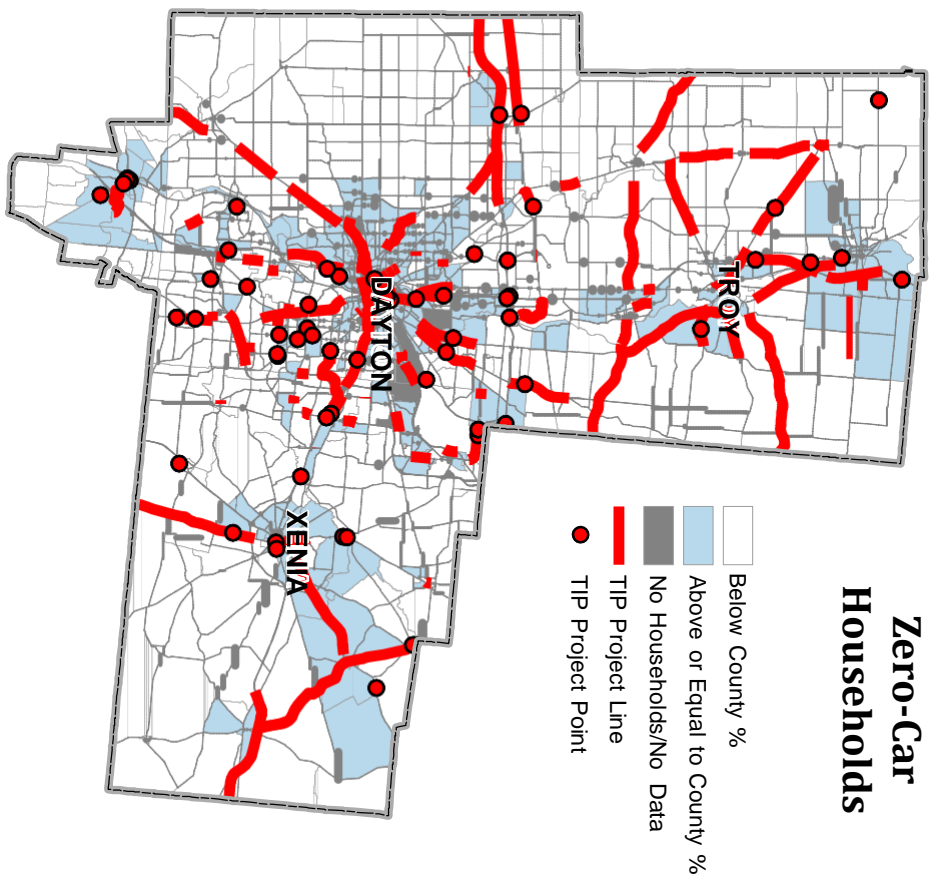 Zero-Car
Households
Below County %
Above or Equal to County %
No Households/No Data
TIP Project Line
TIP Project Point
TROY
DAYTON
XENIA